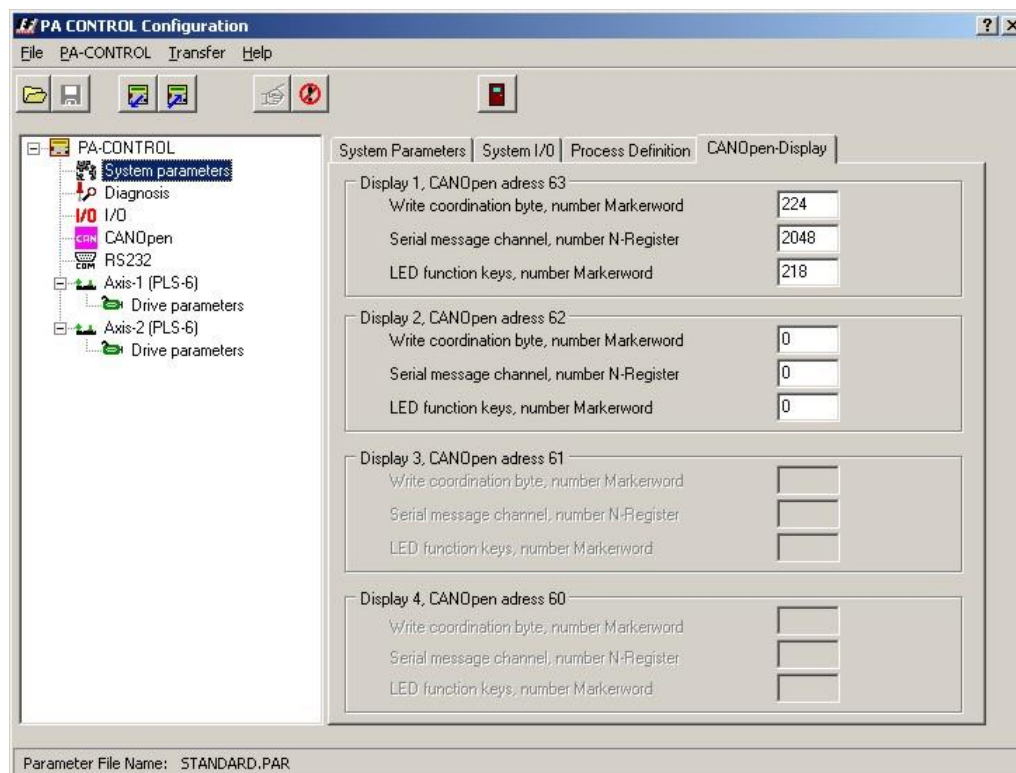 PA CONTROL Configuration
File PA-CONTROL Transfer Help
PA-CONTROL
System parameters
Diagnosis
I/O I/O
CAN CANOpen
COM RS232
Axis-1 (PLS-6)
Drive parameters
Axis-2 (PLS-6)
Drive parameters
System Parameters System I/O Process Definition CANOpen-Display
Display 1, CANOpen adress 63
Write coordination byte, number Markerword 224
Serial message channel, number N-Register 2048
LED function keys, number Markerword 218
Display 2, CANOpen adress 62
Write coordination byte, number Markerword 0
Serial message channel, number N-Register 0
LED function keys, number Markerword 0
Display 3, CANOpen adress 61
Write coordination byte, number Markerword
Serial message channel, number N-Register
LED function keys, number Markerword
Display 4, CANOpen adress 60
Write coordination byte, number Markerword
Serial message channel, number N-Register
LED function keys, number Markerword
Parameter File Name: STANDARD.PAR